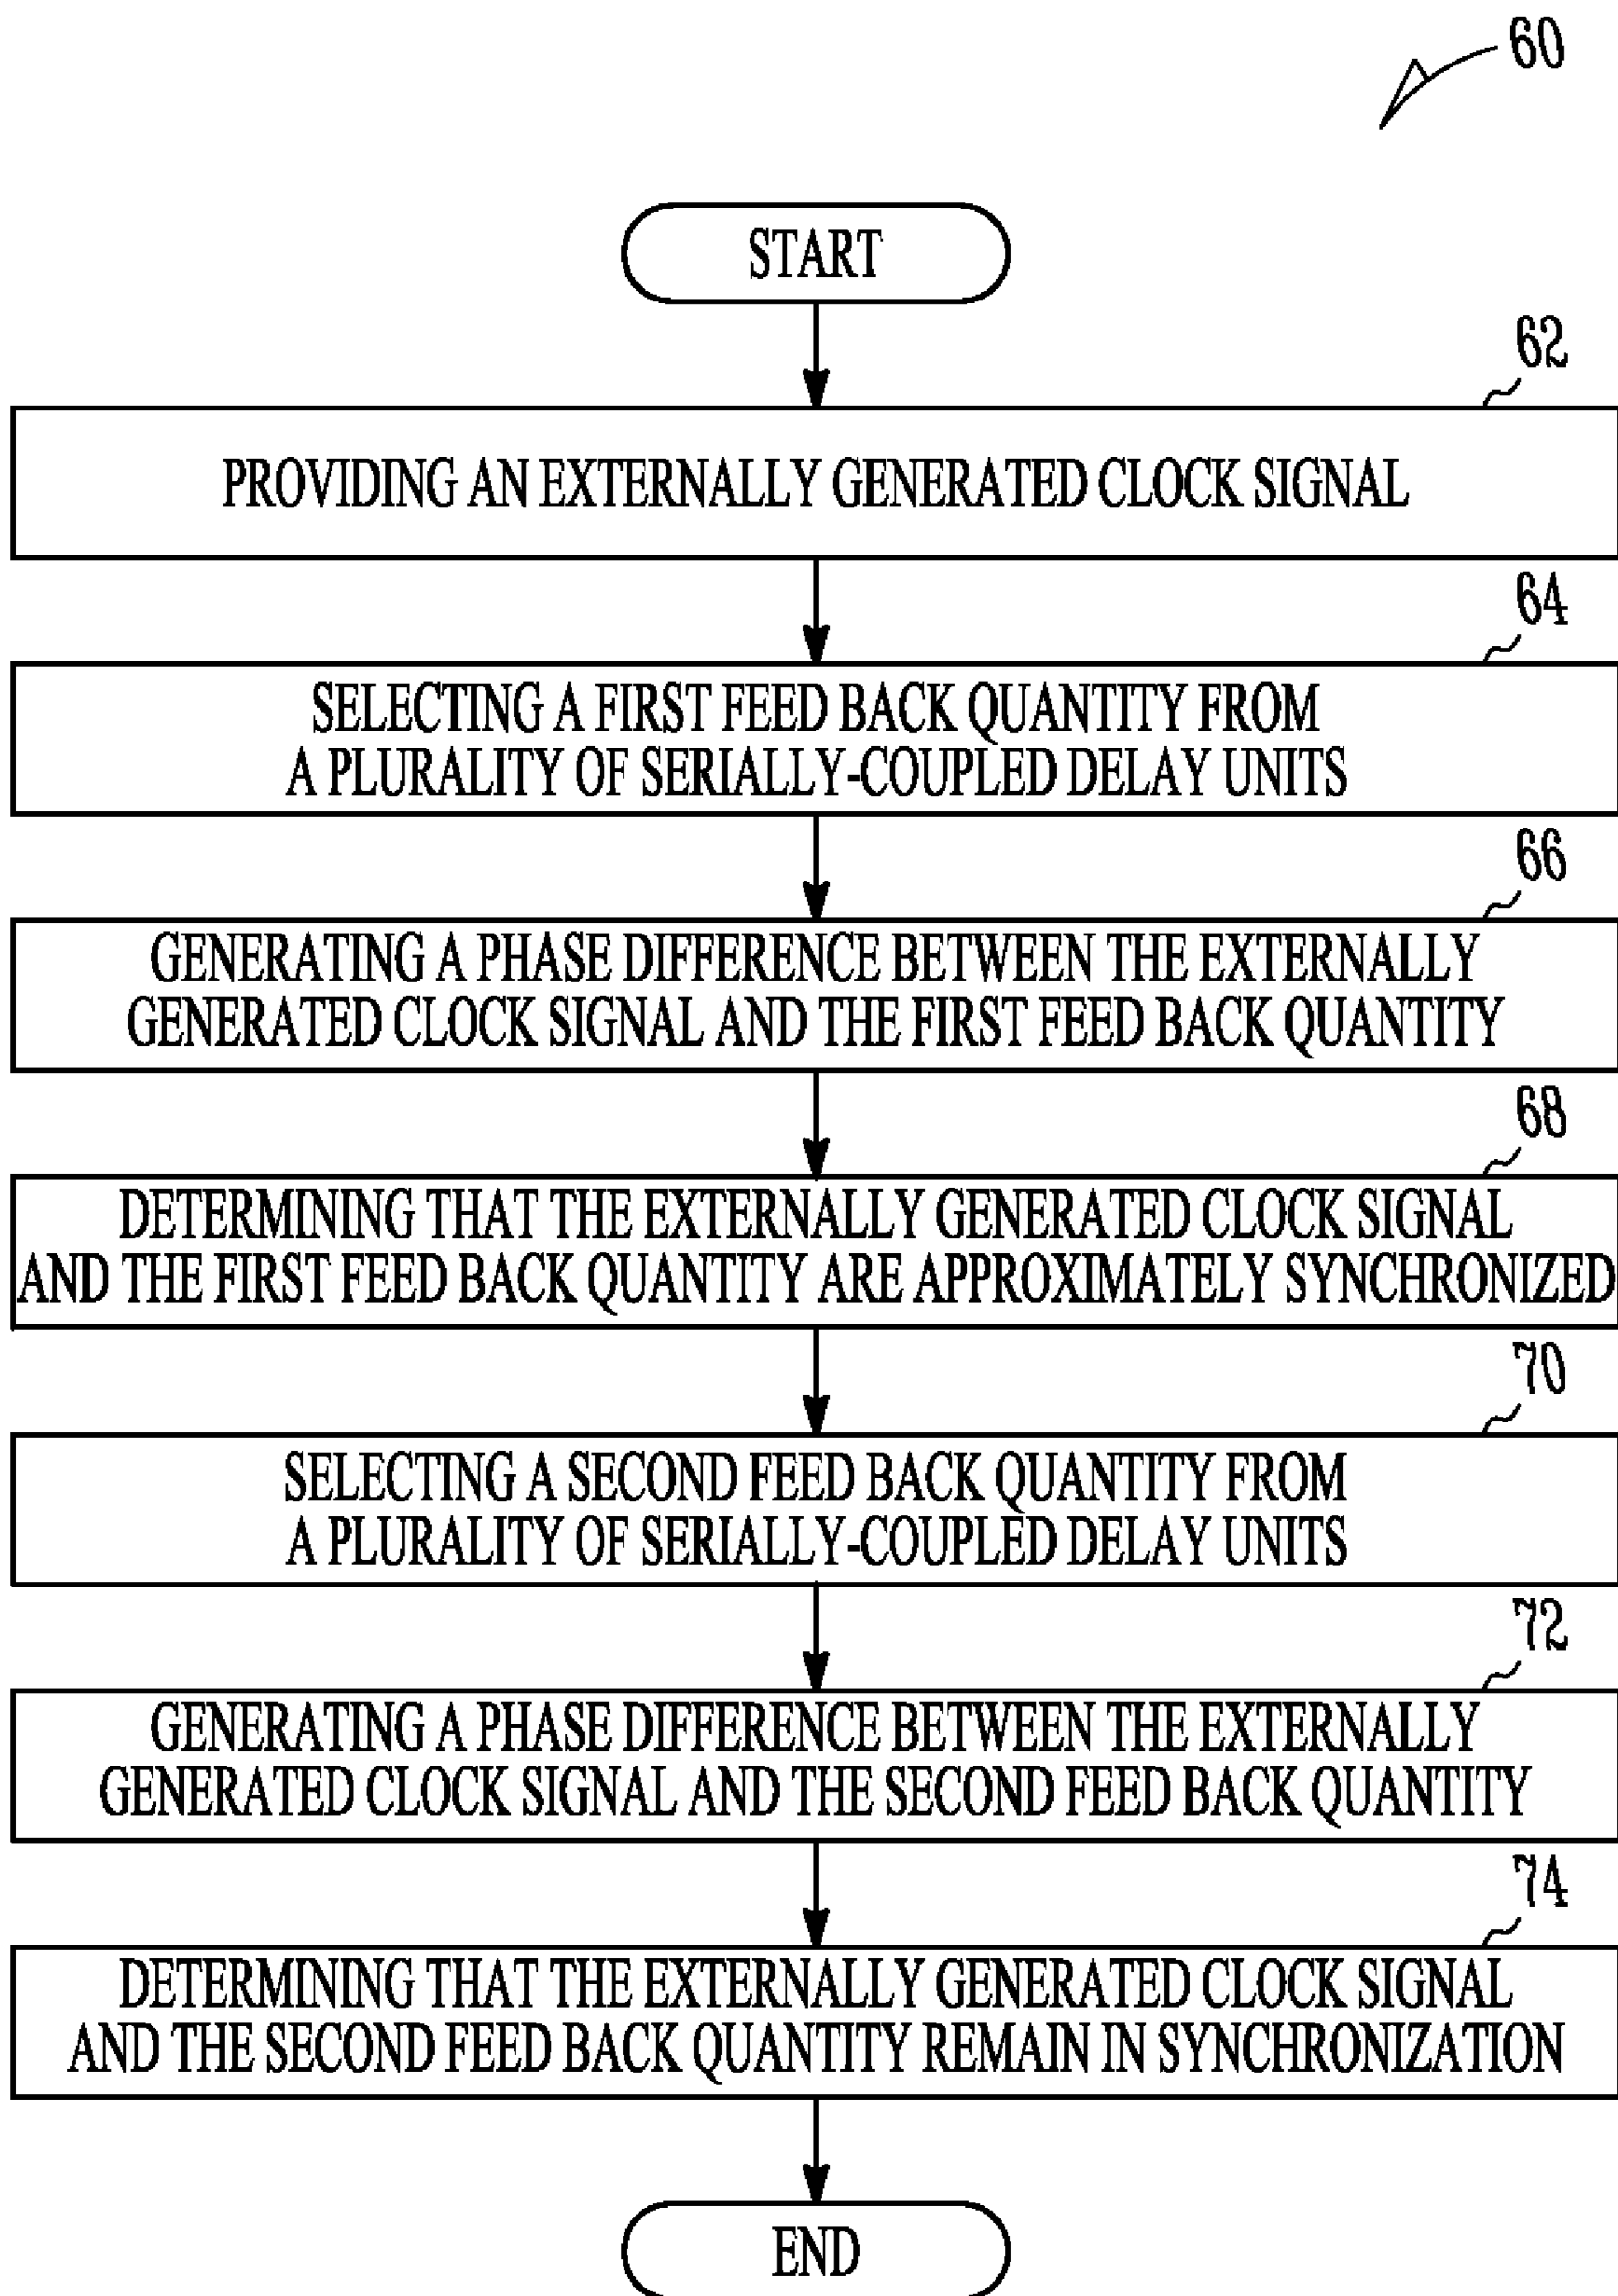 60
START
62
PROVIDING AN EXTERNALLY GENERATED CLOCK SIGNAL
64
SELECTING A FIRST FEED BACK QUANTITY FROM
A PLURALITY OF SERIALLY-COUPLED DELAY UNITS
66
GENERATING A PHASE DIFFERENCE BETWEEN THE EXTERNALLY
GENERATED CLOCK SIGNAL AND THE FIRST FEED BACK QUANTITY
68
DETERMINING THAT THE EXTERNALLY GENERATED CLOCK SIGNAL
AND THE FIRST FEED BACK QUANTITY ARE APPROXIMATELY SYNCHRONIZED
70
SELECTING A SECOND FEED BACK QUANTITY FROM
A PLURALITY OF SERIALLY-COUPLED DELAY UNITS
72
GENERATING A PHASE DIFFERENCE BETWEEN THE EXTERNALLY
GENERATED CLOCK SIGNAL AND THE SECOND FEED BACK QUANTITY
74
DETERMINING THAT THE EXTERNALLY GENERATED CLOCK SIGNAL
AND THE SECOND FEED BACK QUANTITY REMAIN IN SYNCHRONIZATION
END